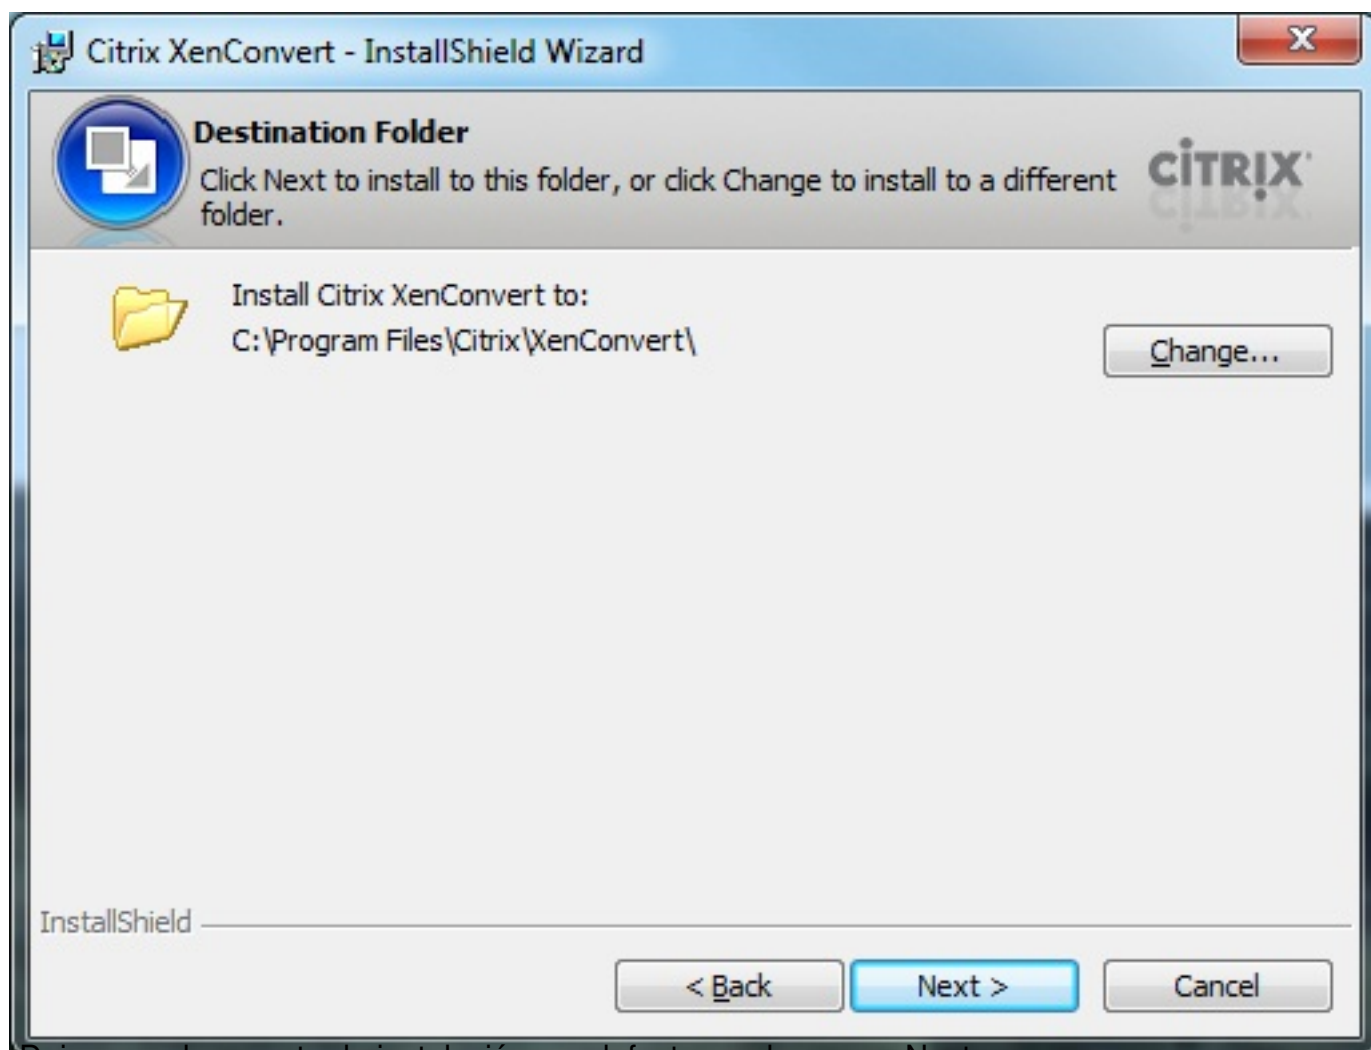 Citrix XenConvert - InstallShield Wizard
Destination Folder
Click Next to install to this folder, or click Change to install to a different
folder.
CITRIX
Install Citrix XenConvert to:
C:\Program Files\Citrix\XenConvert\
Change...
InstallShield
< Back
Next >
Cancel